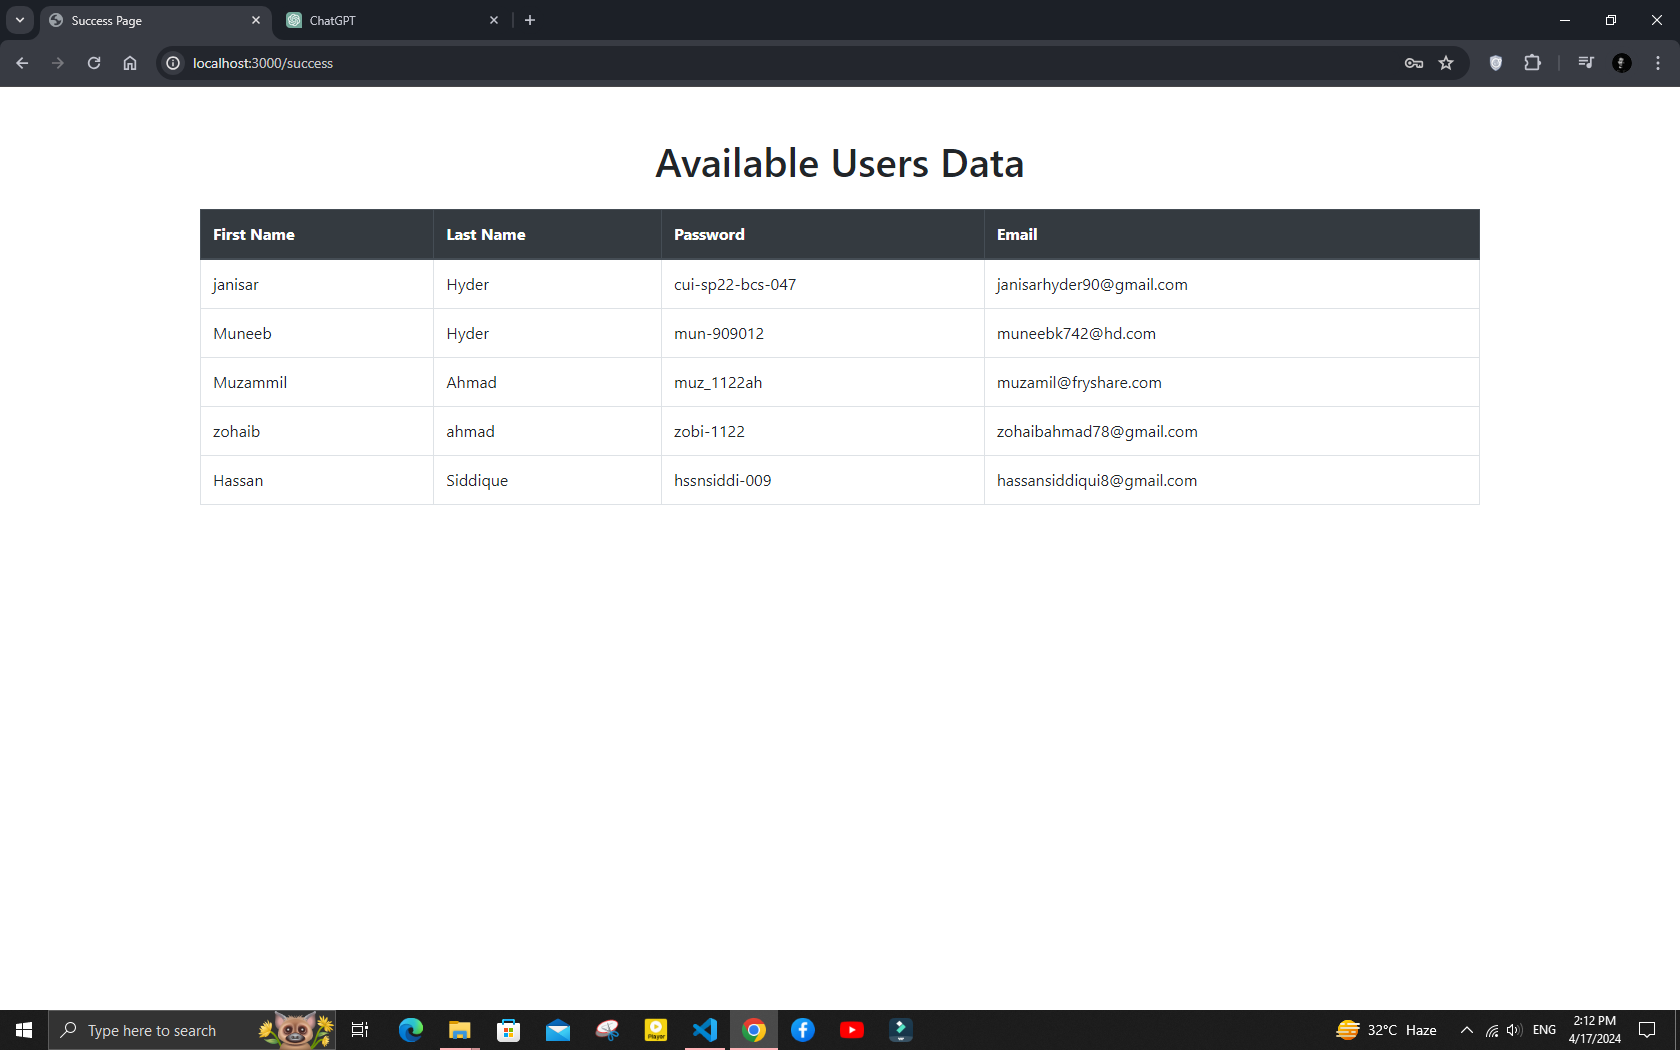 Success Page
ChatGPT
localhost:3000/success
Available Users Data
First Name Last Name Password Email
janisar Hyder cui-sp22-bcs-047 janisarhyder90@gmail.com
Muneeb Hyder mun-909012 muneebk742@hd.com
Muzammil Ahmad muz_1122ah muzamil@fryshare.com
zohaib ahmad zobi-1122 zohaibahmad78@gmail.com
Hassan Siddique hssnsiddi-009 hassansiddiqui8@gmail.com
Type here to search
Player
32°C Haze
ENG
2:12 PM
4/17/2024